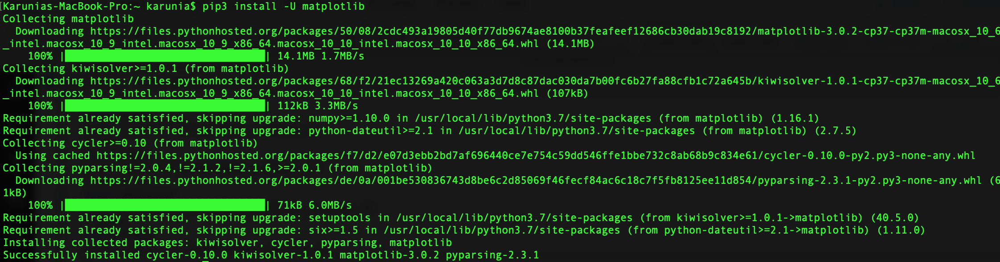 [Karunias-MacBook-Pro:~ karunia$ pip3 install -U matplotlib
Collecting matplotlib
  Downloading https://files.pythonhosted.org/packages/50/08/2cdc493a19805d40f77db9674ae8100b37feafeef12686cb30dab19c8192/matplotlib-3.0.2-cp37-cp37m-macosx_10_6
_intel.macosx_10_9_intel.macosx_10_9_x86_64.macosx_10_10_intel.macosx_10_10_x86_64.whl (14.1MB)
    100% |████████████████████████████████| 14.1MB 1.7MB/s
Collecting kiwisolver>=1.0.1 (from matplotlib)
  Downloading https://files.pythonhosted.org/packages/68/f2/21ec13269a420c063a3d7d8c87dac030da7b00fc6b27fa88cfb1c72a645b/kiwisolver-1.0.1-cp37-cp37m-macosx_10_6
_intel.macosx_10_9_intel.macosx_10_9_x86_64.macosx_10_10_intel.macosx_10_10_x86_64.whl (107kB)
    100% |████████████████████████████████| 112kB 3.3MB/s
Requirement already satisfied, skipping upgrade: numpy>=1.10.0 in /usr/local/lib/python3.7/site-packages (from matplotlib) (1.16.1)
Requirement already satisfied, skipping upgrade: python-dateutil>=2.1 in /usr/local/lib/python3.7/site-packages (from matplotlib) (2.7.5)
Collecting cycler>=0.10 (from matplotlib)
  Using cached https://files.pythonhosted.org/packages/f7/d2/e07d3ebb2bd7af696440ce7e754c59dd546ffe1bbe732c8ab68b9c834e61/cycler-0.10.0-py2.py3-none-any.whl
Collecting pyparsing!=2.0.4,!=2.1.2,!=2.1.6,>=2.0.1 (from matplotlib)
  Downloading https://files.pythonhosted.org/packages/de/0a/001be530836743d8be6c2d85069f46fecf84ac6c18c7f5fb8125ee11d854/pyparsing-2.3.1-py2.py3-none-any.whl (6
1kB)
    100% |████████████████████████████████| 71kB 6.0MB/s
Requirement already satisfied, skipping upgrade: setuptools in /usr/local/lib/python3.7/site-packages (from kiwisolver>=1.0.1->matplotlib) (40.5.0)
Requirement already satisfied, skipping upgrade: six>=1.5 in /usr/local/lib/python3.7/site-packages (from python-dateutil>=2.1->matplotlib) (1.11.0)
Installing collected packages: kiwisolver, cycler, pyparsing, matplotlib
Successfully installed cycler-0.10.0 kiwisolver-1.0.1 matplotlib-3.0.2 pyparsing-2.3.1